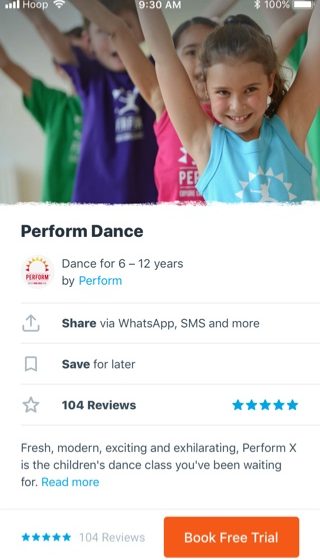 Hoop 9:30 AM 100%
PERFORM
Perform Dance
Dance for 6 – 12 years
by Perform
Share via WhatsApp, SMS and more
Save for later
104 Reviews
Fresh, modern, exciting and exhilarating, Perform X
is the children's dance class you've been waiting
for. Read more
104 Reviews
Book Free Trial